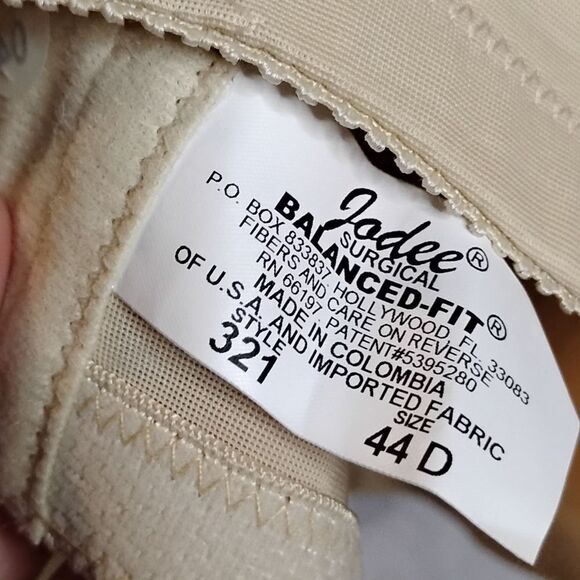 Jodee®
SURGICAL
BALANCED-FIT®
P.O. BOX 833837, HOLLYWOOD, FL. 33083
FIBERS AND CARE ON REVERSE
RN 66197 PATENT#5395280
MADE IN COLOMBIA
OF U.S.A. AND IMPORTED FABRIC
STYLE SIZE
321 44 D